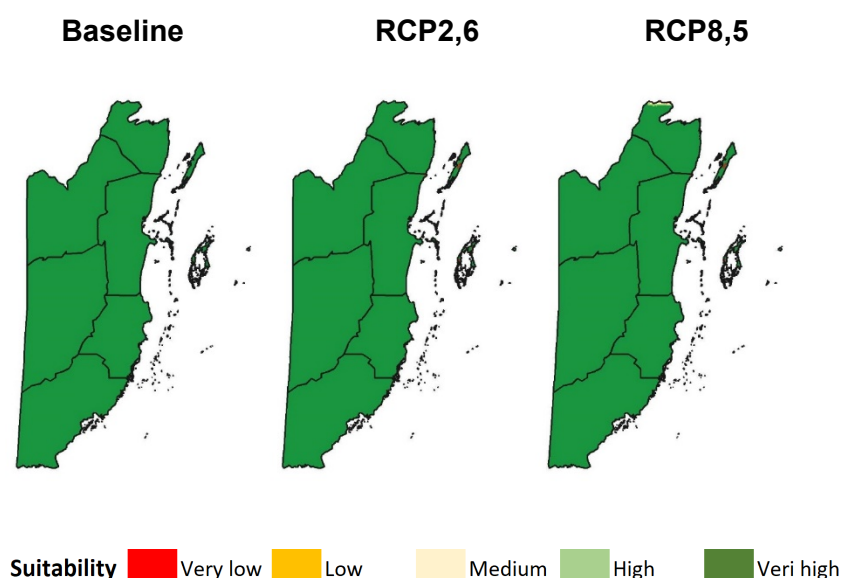 Baseline RCP2,6 RCP8,5
Suitability Very low Low Medium High Veri high